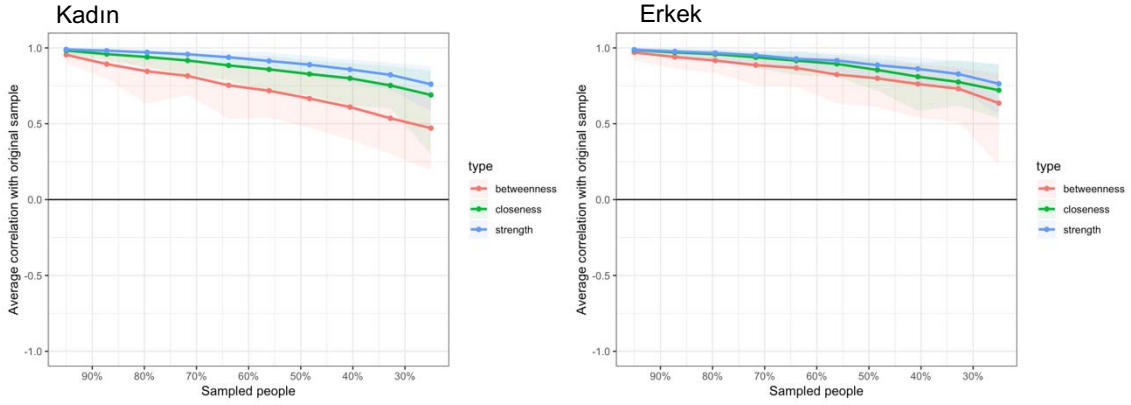 Kadın
Average correlation with original sample
1.0
0.5
0.0
-0.5
-1.0
90% 80% 70% 60% 50% 40% 30%
Sampled people
type
betweenness
closeness
strength
Erkek
Average correlation with original sample
1.0
0.5
0.0
-0.5
-1.0
90% 80% 70% 60% 50% 40% 30%
Sampled people
type
betweenness
closeness
strength